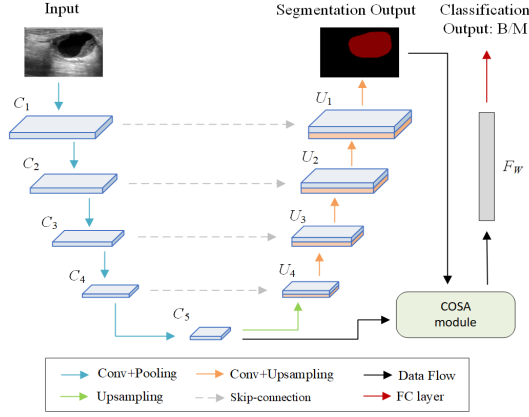 Input
Segmentation Output
Classification
Output: B/M
C1
U1
C2
U2
FW
C3
U3
C4
U4
C5
COSA
module
Conv+Pooling
Conv+Upsampling
Data Flow
Upsampling
Skip-connection
FC layer